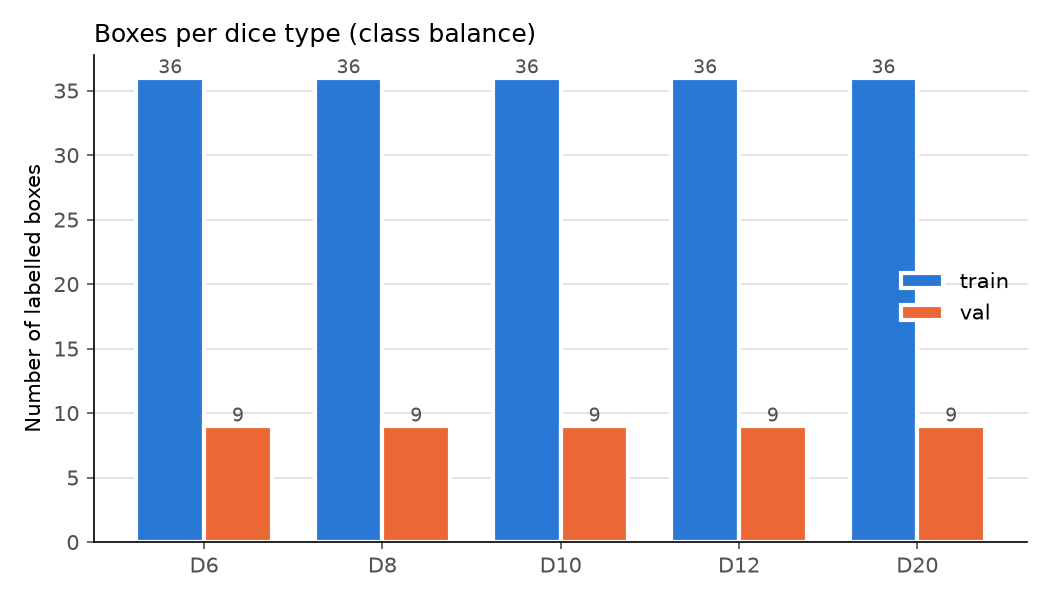 Boxes per dice type (class balance)
36 36 36 36 36
35
30
25
20
15
10
5
0
Number of labelled boxes
9 9 9 9 9
train
val
D6 D8 D10 D12 D20